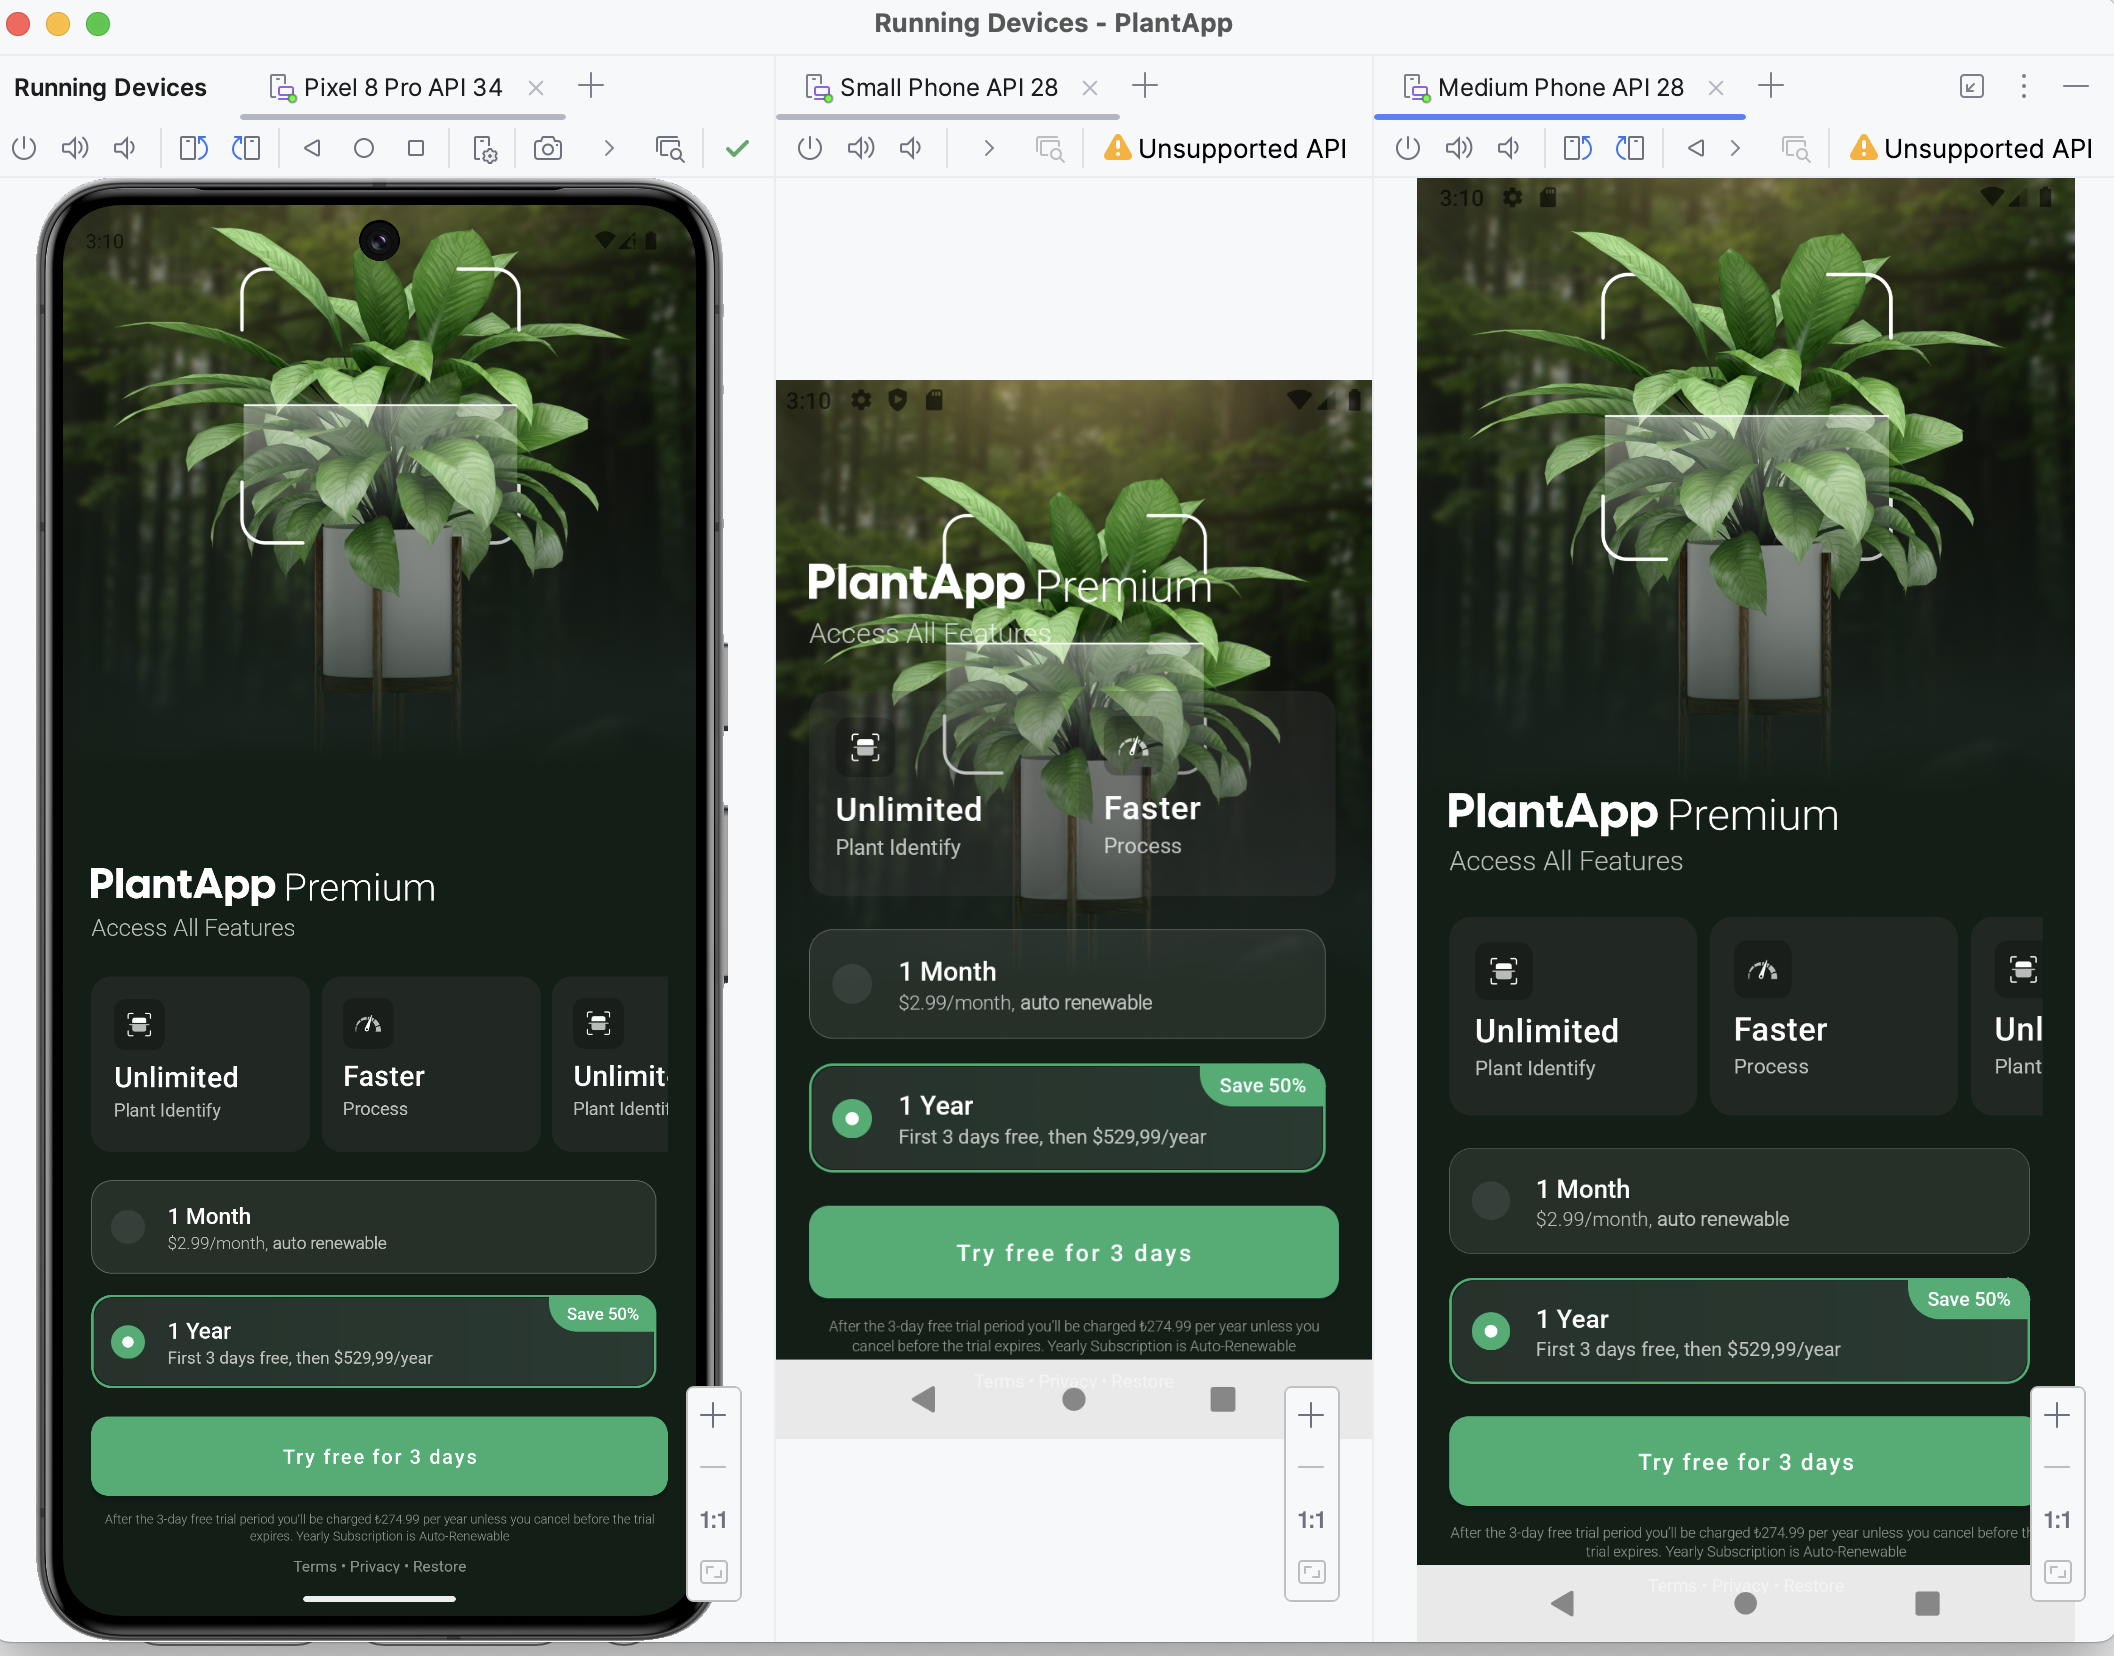 Running Devices - PlantApp
Running Devices
Pixel 8 Pro API 34
Small Phone API 28
Medium Phone API 28
Unsupported API
Unsupported API
3:10
PlantApp Premium
Access All Features
Unlimited
Plant Identify
Faster
Process
Unlimit
Plant Identif
1 Month
$2.99/month, auto renewable
Save 50%
1 Year
First 3 days free, then $529,99/year
Try free for 3 days
After the 3-day free trial period you'll be charged ₺274.99 per year unless you cancel before the trial
expires. Yearly Subscription is Auto-Renewable
Terms • Privacy • Restore
1:1
3:10
PlantApp Premium
Access All Features
Unlimited
Plant Identify
Faster
Process
1 Month
$2.99/month, auto renewable
Save 50%
1 Year
First 3 days free, then $529,99/year
Try free for 3 days
After the 3-day free trial period you'll be charged ₺274.99 per year unless you
cancel before the trial expires. Yearly Subscription is Auto-Renewable
Terms • Privacy • Restore
1:1
3:10
PlantApp Premium
Access All Features
Unlimited
Plant Identify
Faster
Process
Unl
Plant
1 Month
$2.99/month, auto renewable
Save 50%
1 Year
First 3 days free, then $529,99/year
Try free for 3 days
After the 3-day free trial period you'll be charged ₺274.99 per year unless you cancel before th
trial expires. Yearly Subscription is Auto-Renewable
Terms • Privacy • Restore
1:1